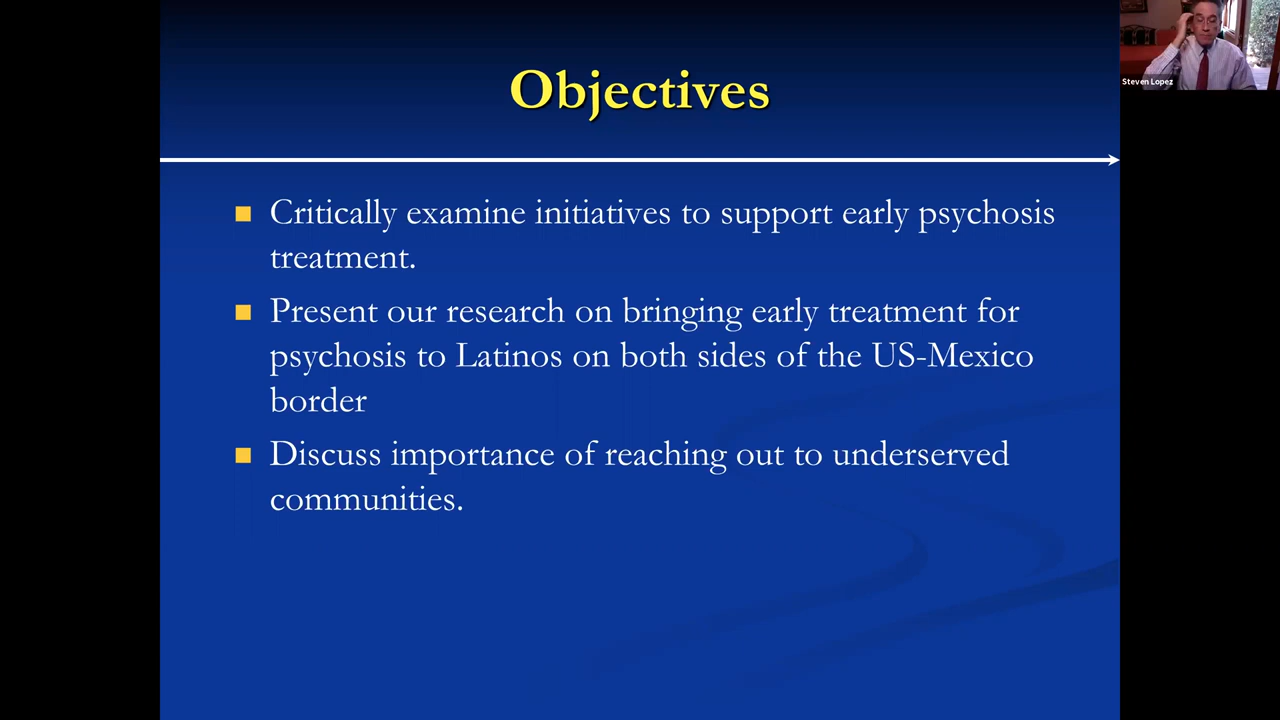 Objectives
Critically examine initiatives to support early psychosis
treatment.
Present our research on bringing early treatment for
psychosis to Latinos on both sides of the US-Mexico
border
Discuss importance of reaching out to underserved
communities.
Steven Lopez